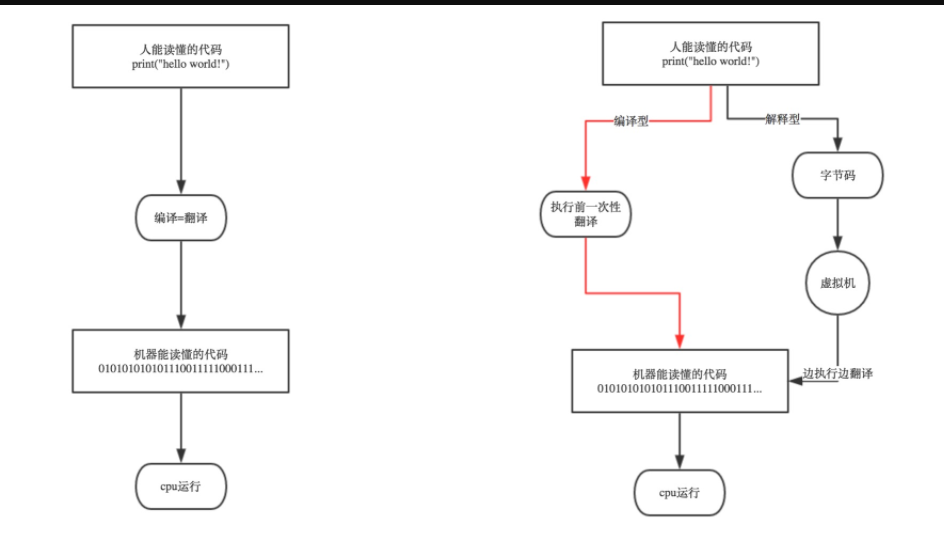 人能读懂的代码
print("hello world!")
编译=翻译
机器能读懂的代码
0101010101011100111110001​11...
cpu运行
人能读懂的代码
print("hello world!")
编译型
解释型
字节码
执行前一次性
翻译
虚拟机
边执行边翻译
机器能读懂的代码
010101010101110011111000111...
cpu运行